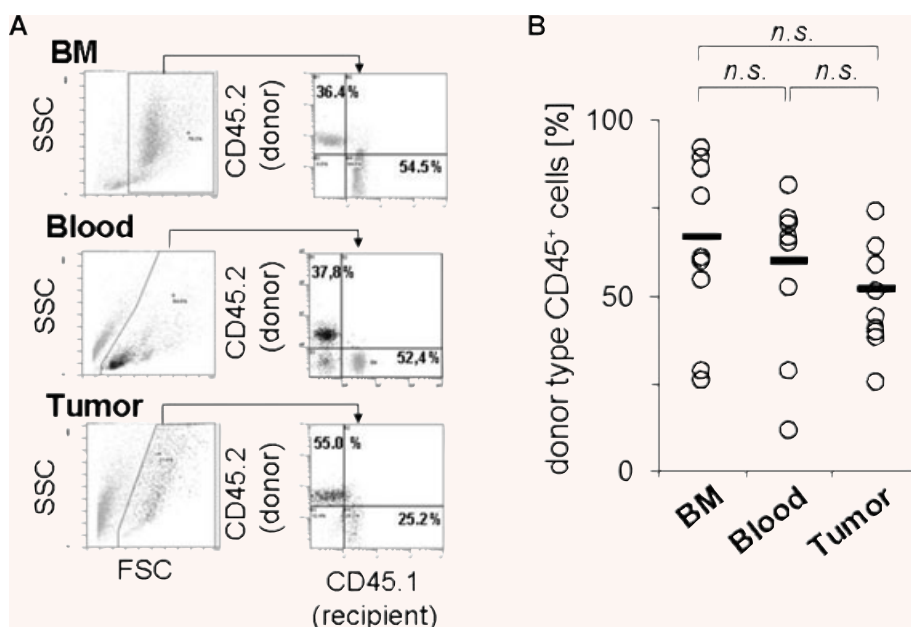 A
BM
SSC
CD45.2
(donor)
36.4%
54.5%
Blood
SSC
CD45.2
(donor)
37,8%
52,4%
Tumor
SSC
CD45.2
(donor)
55.0 %
25.2%
FSC
CD45.1
(recipient)
B
n.s.
n.s.
n.s.
donor type CD45+ cells [%]
100
50
0
BM
Blood
Tumor